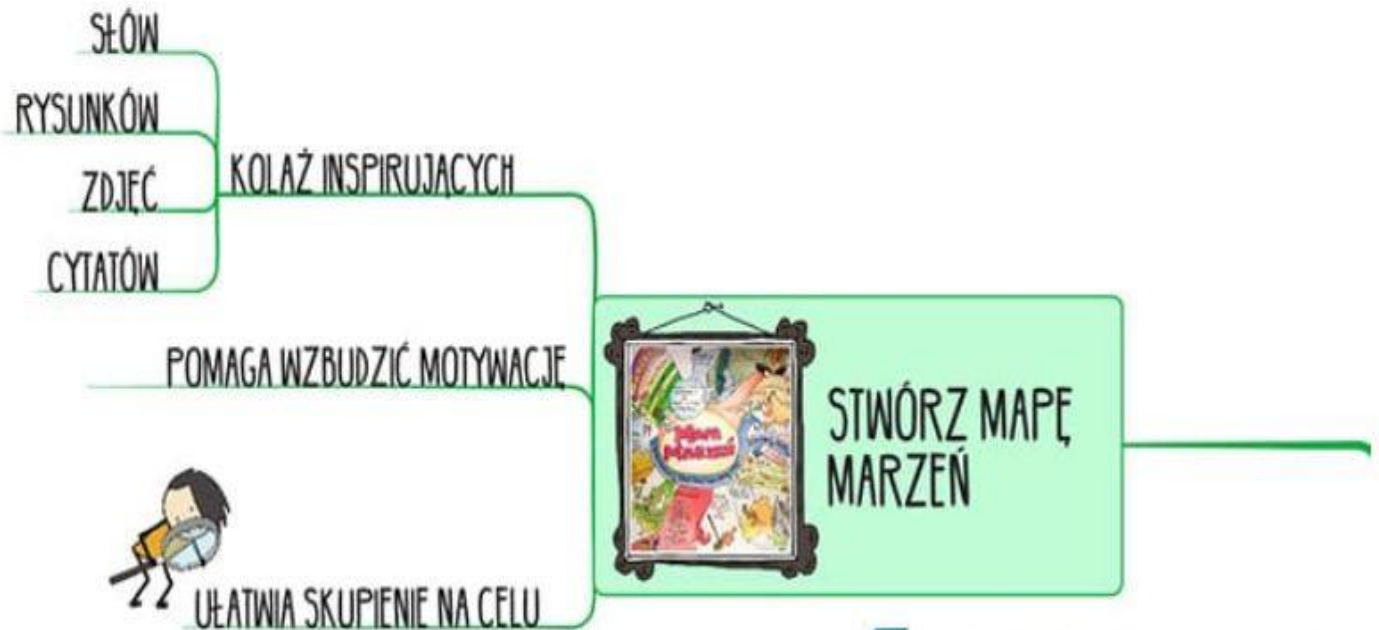 SŁÓW
RYSUNKÓW
ZDJĘĆ
CYTATÓW
KOLAŻ INSPIRUJĄCYCH
POMAGA WZBUDZIĆ MOTYWACJĘ
UŁATWIA SKUPIENIE NA CELU
STWÓRZ MAPĘ
MARZEŃ